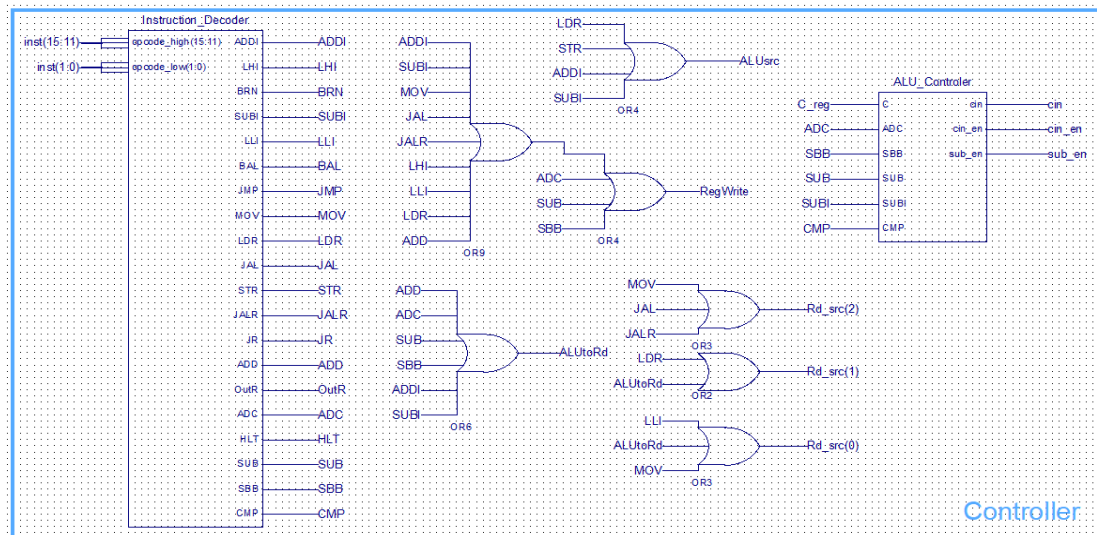 Instruction_Decoder
inst(15:11) opcode_high(15:11) ADDI ADDI
inst(1:0) opcode_low(1:0) LHI LHI
BRN BRN
SUBI SUBI
LLI LLI
BAL BAL
JMP JMP
MOV MOV
LDR LDR
JAL JAL
STR STR
JALR JALR
JR JR
ADD ADD
OutR OutR
ADC ADC
HLT HLT
SUB SUB
SBB SBB
CMP CMP
ADDI
SUBI
MOV
JAL
JALR
LHI
LLI
LDR
ADD
OR9
ADC
SUB
SBB
OR4
RegWrite
LDR
STR
ADDI
SUBI
OR4
ALUsrc
ADD
ADC
SUB
SBB
ADDI
SUBI
OR6
ALUtoRd
MOV
JAL
JALR
OR3
Rd_src(2)
LDR
ALUtoRd
OR2
Rd_src(1)
LLI
ALUtoRd
MOV
OR3
Rd_src(0)
ALU_Controler
C_reg C cin cin
ADC ADC cin_en cin_en
SBB SBB sub_en sub_en
SUB SUB
SUBI SUBI
CMP CMP
Controller